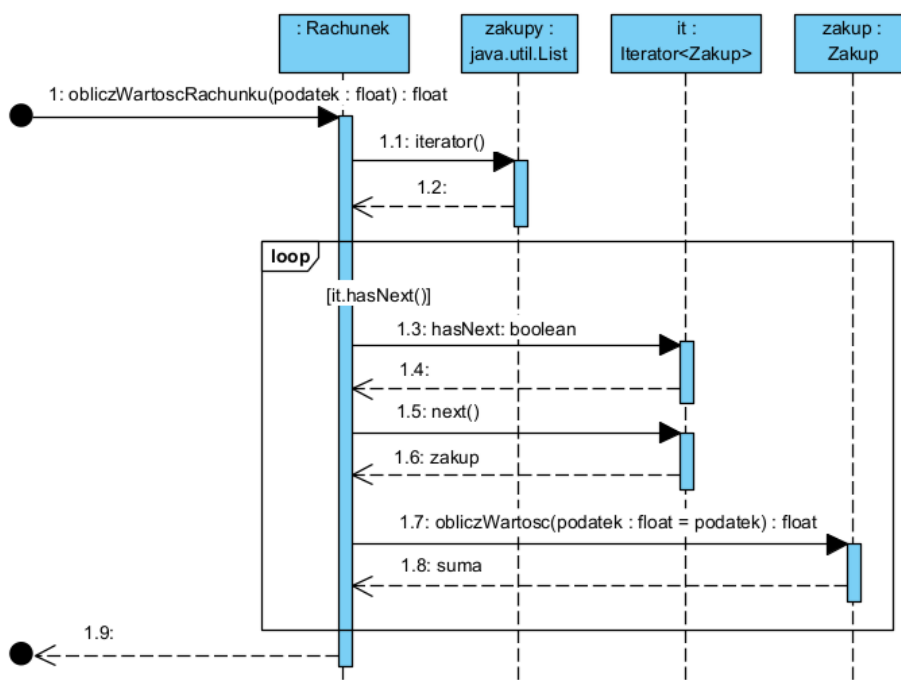 : Rachunek
zakupy :
java.util.List
it :
Iterator<Zakup>
zakup :
Zakup
1: obliczWartoscRachunku(podatek : float) : float
1.1: iterator()
1.2:
loop
[it.hasNext()]
1.3: hasNext: boolean
1.4:
1.5: next()
1.6: zakup
1.7: obliczWartosc(podatek : float = podatek) : float
1.8: suma
1.9: